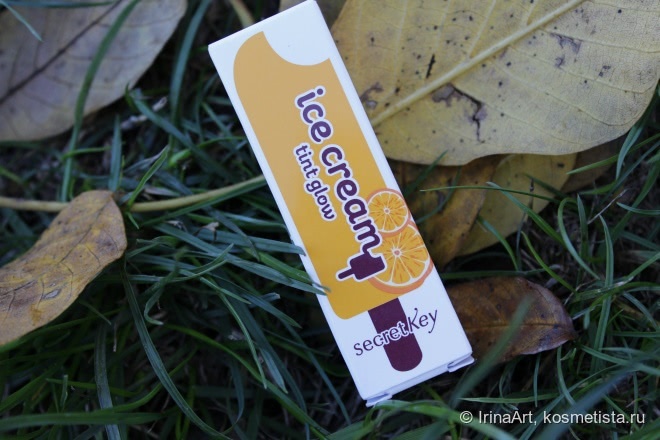 ice cream
tint glow
secretKey
© IrinaArt, kosmetista.ru